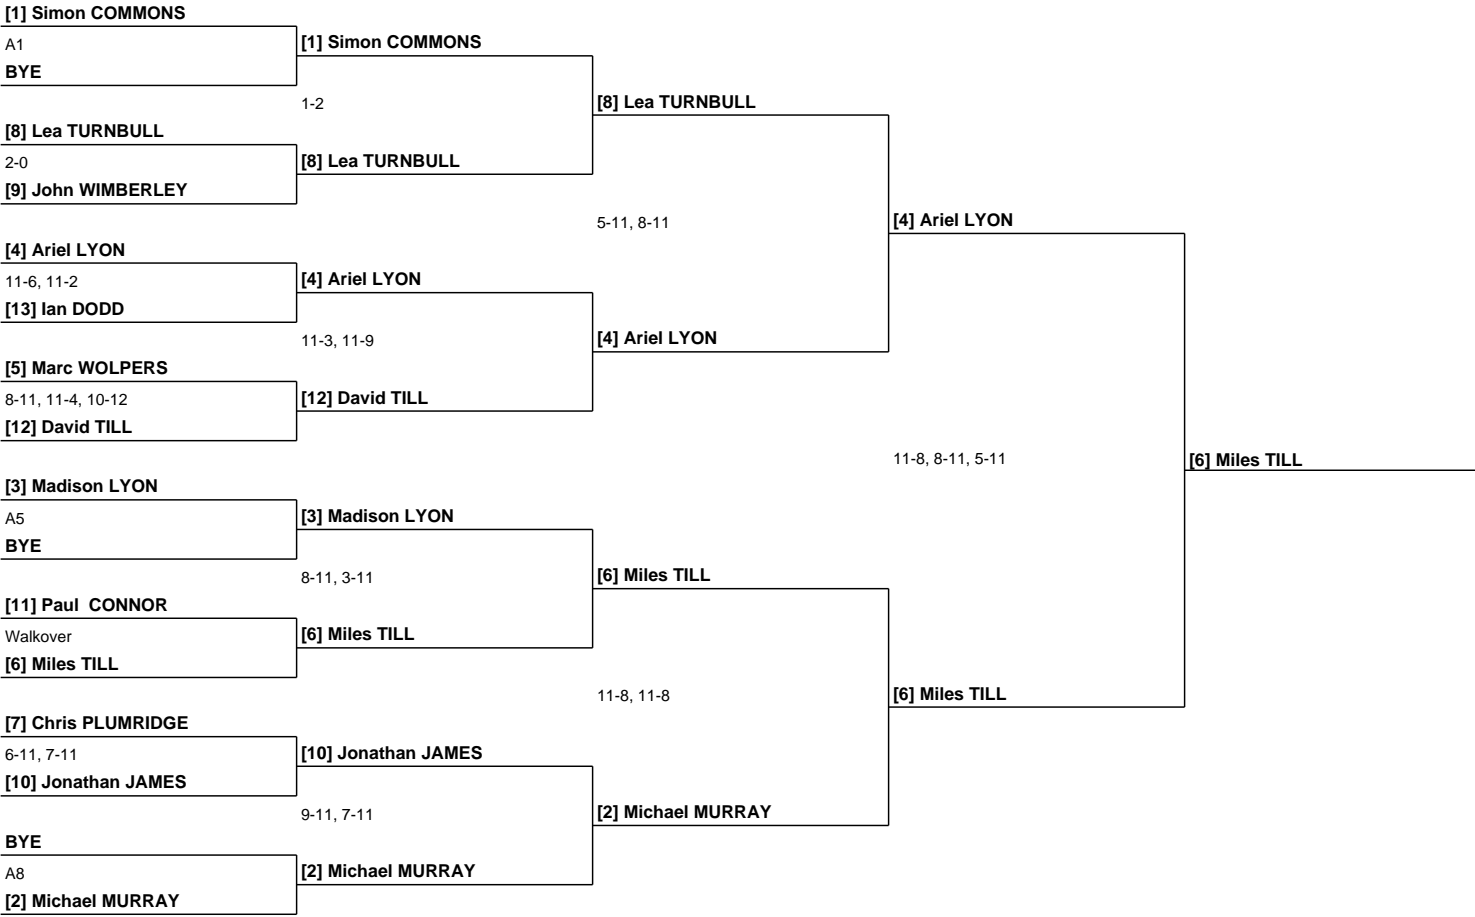 [1] Simon COMMONS
A1
BYE
[8] Lea TURNBULL
2-0
[9] John WIMBERLEY
[4] Ariel LYON
11-6, 11-2
[13] Ian DODD
[5] Marc WOLPERS
8-11, 11-4, 10-12
[12] David TILL
[3] Madison LYON
A5
BYE
[11] Paul  CONNOR
Walkover
[6] Miles TILL
[7] Chris PLUMRIDGE
6-11, 7-11
[10] Jonathan JAMES
BYE
A8
[2] Michael MURRAY
[1] Simon COMMONS
1-2
[8] Lea TURNBULL
[4] Ariel LYON
11-3, 11-9
[12] David TILL
[3] Madison LYON
8-11, 3-11
[6] Miles TILL
[10] Jonathan JAMES
9-11, 7-11
[2] Michael MURRAY
[8] Lea TURNBULL
5-11, 8-11
[4] Ariel LYON
[6] Miles TILL
11-8, 11-8
[2] Michael MURRAY
[4] Ariel LYON
11-8, 8-11, 5-11
[6] Miles TILL
[6] Miles TILL